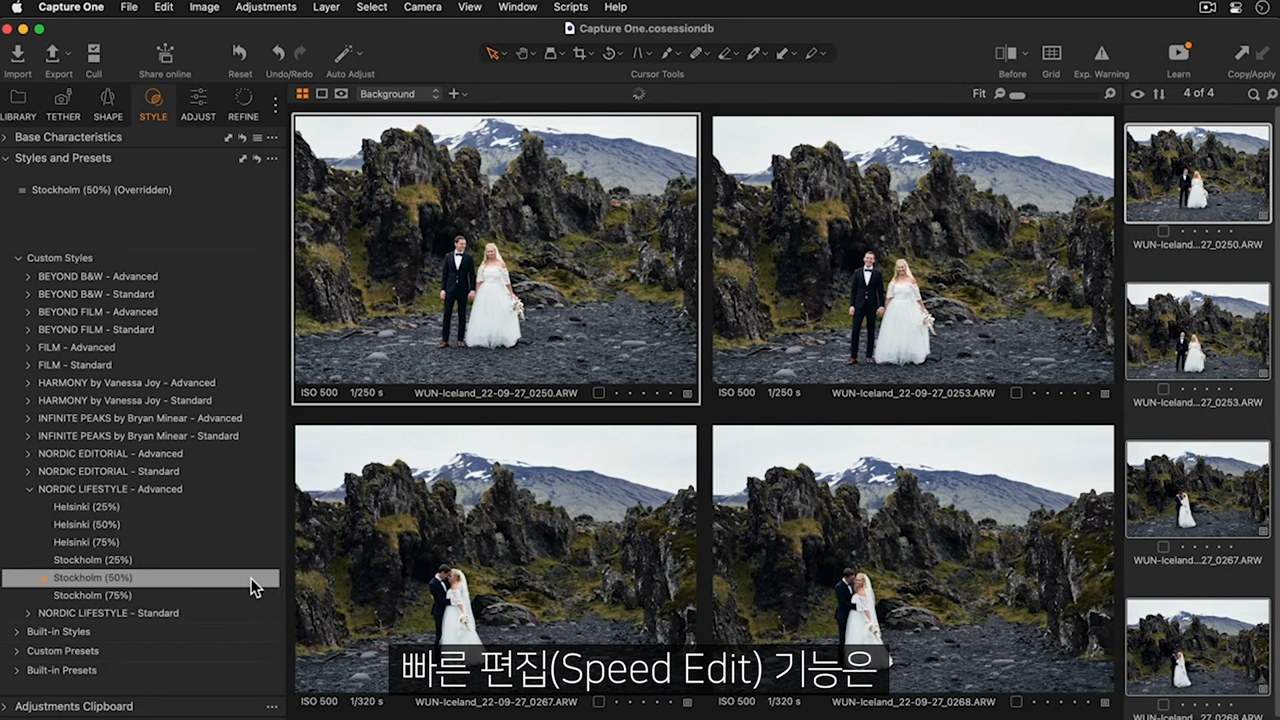 Capture One File Edit Image Adjustments Layer Select Camera View Window Scripts Help
Capture One.cosessiondb
Import Export Cull Share online Reset Undo/Redo Auto Adjust Cursor Tools Before Grid Exp. Warning Learn Copy/Apply
LIBRARY TETHER SHAPE STYLE ADJUST REFINE
Background
Fit
4 of 4
Base Characteristics
Styles and Presets
Stockholm (50%) (Overridden)
Custom Styles
BEYOND B&W - Advanced
BEYOND B&W - Standard
BEYOND FILM - Advanced
BEYOND FILM - Standard
FILM - Advanced
FILM - Standard
HARMONY by Vanessa Joy - Advanced
HARMONY by Vanessa Joy - Standard
INFINITE PEAKS by Bryan Minear - Advanced
INFINITE PEAKS by Bryan Minear - Standard
NORDIC EDITORIAL - Advanced
NORDIC EDITORIAL - Standard
NORDIC LIFESTYLE - Advanced
Helsinki (25%)
Helsinki (50%)
Helsinki (75%)
Stockholm (25%)
Stockholm (50%)
Stockholm (75%)
NORDIC LIFESTYLE - Standard
Built-in Styles
Custom Presets
Built-in Presets
Adjustments Clipboard
ISO 500 1/250 s WUN-Iceland_22-09-27_0250.ARW
ISO 500 1/250 s WUN-Iceland_22-09-27_0253.ARW
ISO 500 1/320 s WUN-Iceland_22-09-27_0267.ARW
ISO 500 1/320 s WUN-Iceland_22-09-27_0268.ARW
WUN-Iceland...27_0250.ARW
WUN-Iceland...27_0253.ARW
WUN-Iceland...27_0267.ARW
WUN-Iceland...27_0268.ARW
빠른 편집(Speed Edit) 기능은